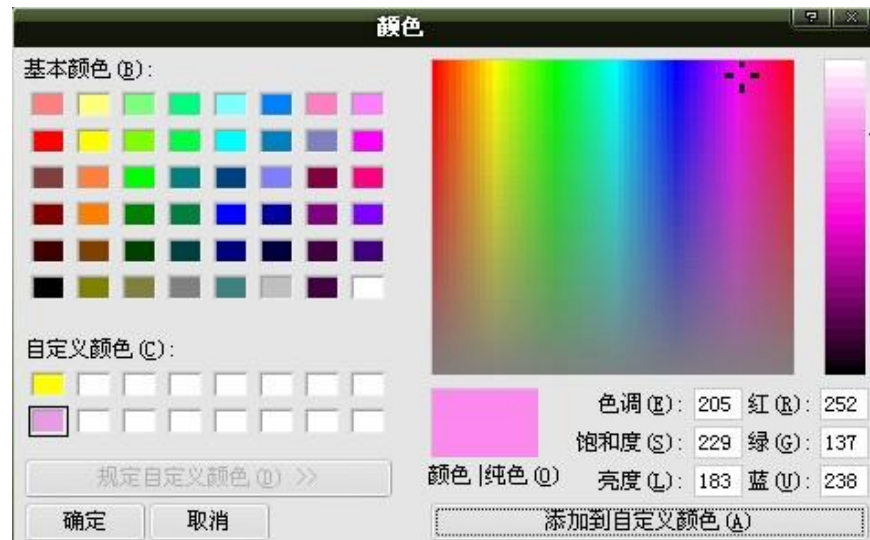 颜色
基本颜色(B):
自定义颜色(C):
规定自定义颜色(D) >>
确定 取消
颜色|纯色(O)
色调(E): 205 红(R): 252
饱和度(S): 229 绿(G): 137
亮度(L): 183 蓝(U): 238
添加到自定义颜色(A)